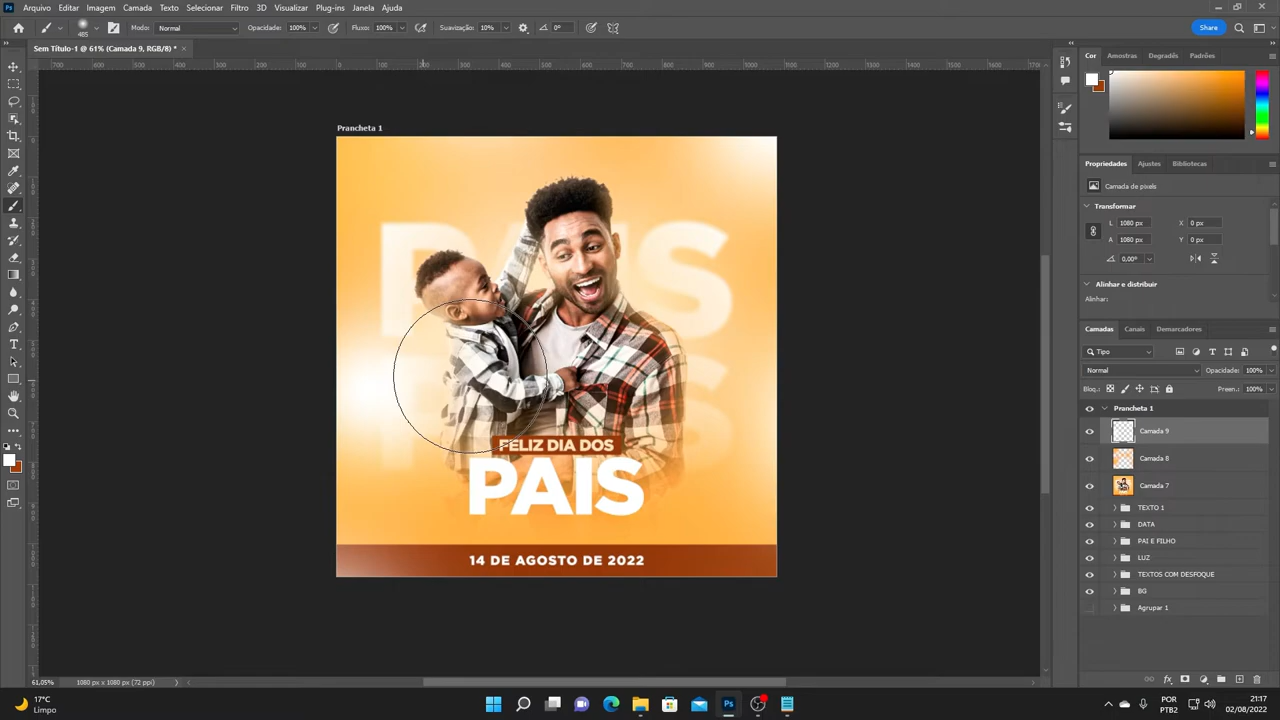 Arquivo Editar Imagem Camada Texto Selecionar Filtro 3D Visualizar Plug-ins Janela Ajuda
485 Modo: Normal Opacidade: 100% Fluxo: 100% Suavização: 10% 0° Share
Sem Título-1 @ 61% (Camada 9, RGB/8) *
Cor Amostras Degradês Padrões
Prancheta 1
Propriedades Ajustes Bibliotecas
Camada de pixels
Transformar
L 1080 px X 0 px
A 1080 px Y 0 px
0,00°
Alinhar e distribuir
Alinhar:
Camadas Canais Demarcadores
Tipo
Normal Opacidade: 100%
Bloq.: Preen.: 100%
Prancheta 1
Camada 9
Camada 8
Camada 7
TEXTO 1
DATA
PAI E FILHO
LUZ
TEXTOS COM DESFOQUE
BG
Agrupar 1
PAIS
FELIZ DIA DOS
PAIS
14 DE AGOSTO DE 2022
61,05% 1080 px x 1080 px (72 ppi)
17°C
Limpo
POR
PTB2
21:17
02/08/2022